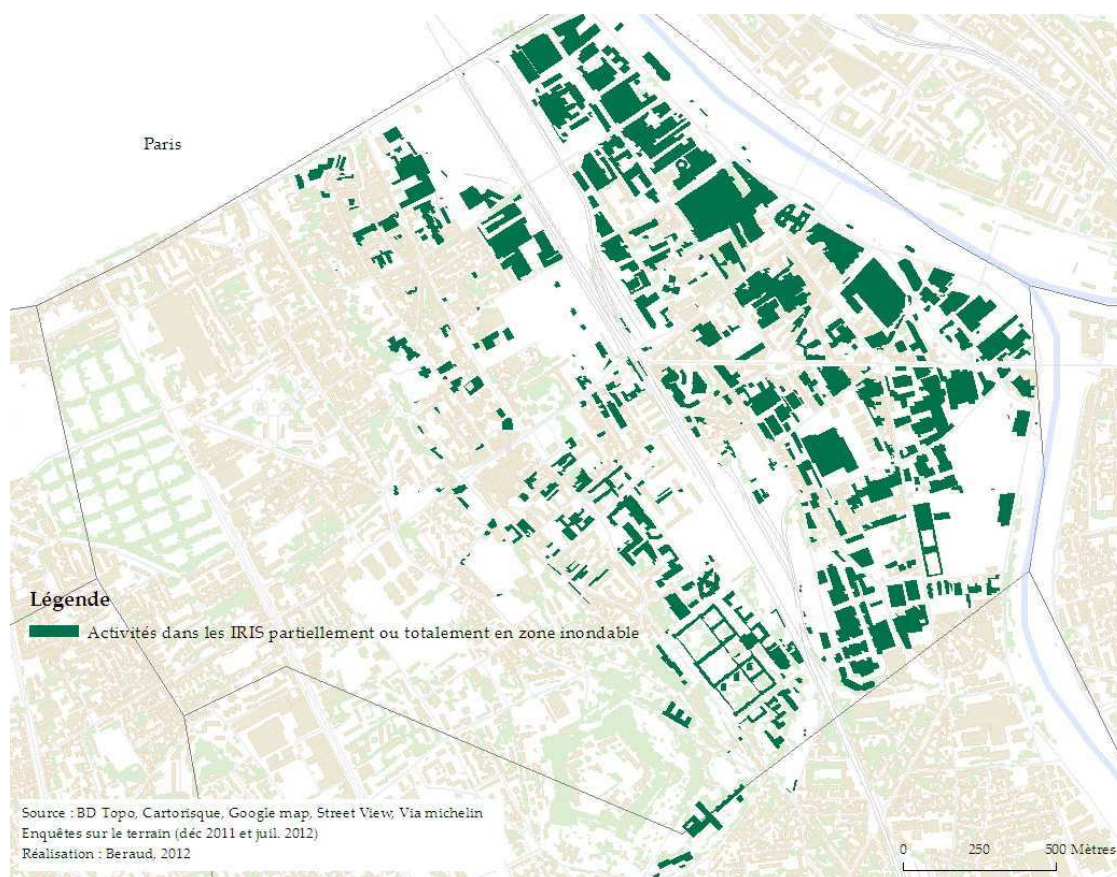 Paris
Légende
Activités dans les IRIS partiellement ou totalement en zone inondable
Source : BD Topo, Cartorisque, Google map, Street View, Via michelin
Enquêtes sur le terrain (déc 2011 et juil. 2012)
Réalisation : Beraud, 2012
0 250 500 Mètres